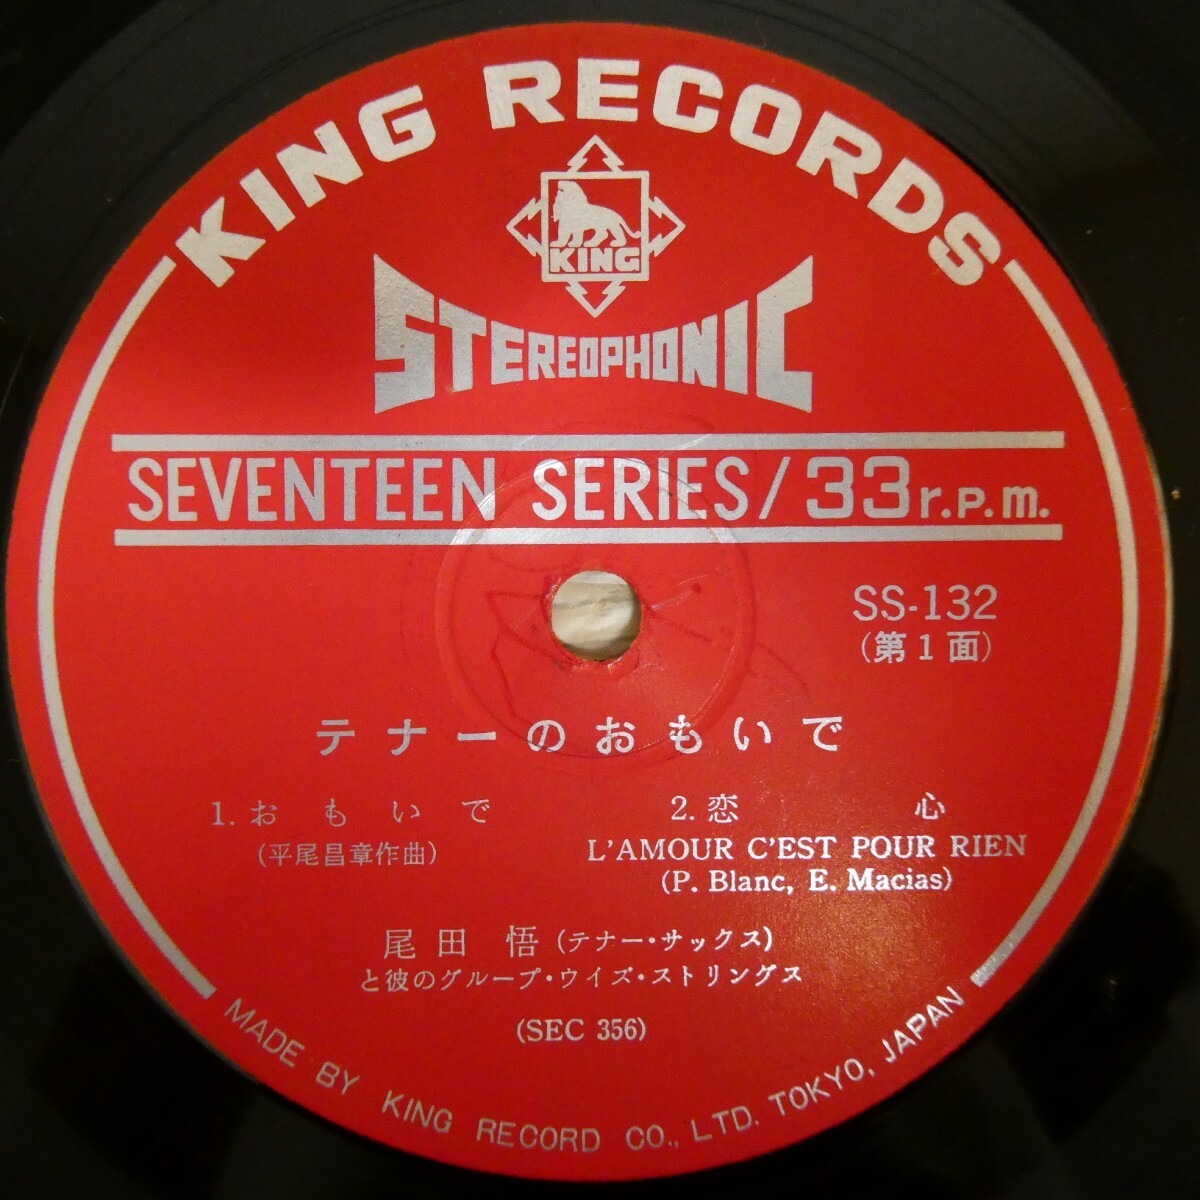 KING RECORDS
KING
STEREOPHONIC
SEVENTEEN SERIES/33r.p.m.
SS-132
(第1面)
テナーのおもいで
1.おもいで
(平尾昌章作曲)
2.恋心
L'AMOUR C'EST POUR RIEN
(P. Blanc, E. Macias)
尾田 悟(テナー・サックス)
と彼のグループ・ウイズ・ストリングス
(SEC 356)
MADE BY KING RECORD CO., LTD. TOKYO, JAPAN